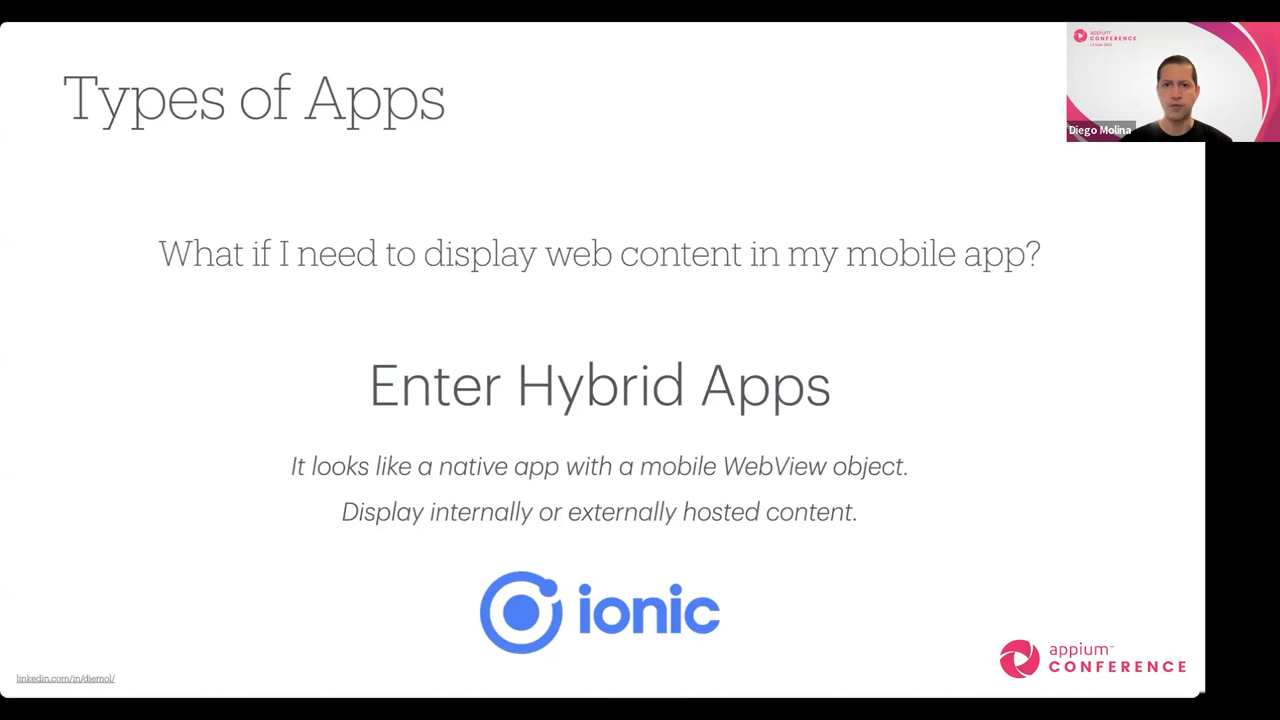 Types of Apps
appium
CONFERENCE
Diego Molina
What if I need to display web content in my mobile app?
Enter Hybrid Apps
It looks like a native app with a mobile WebView object.
Display internally or externally hosted content.
ionic
appium™
CONFERENCE
linkedin.com/in/diemol/